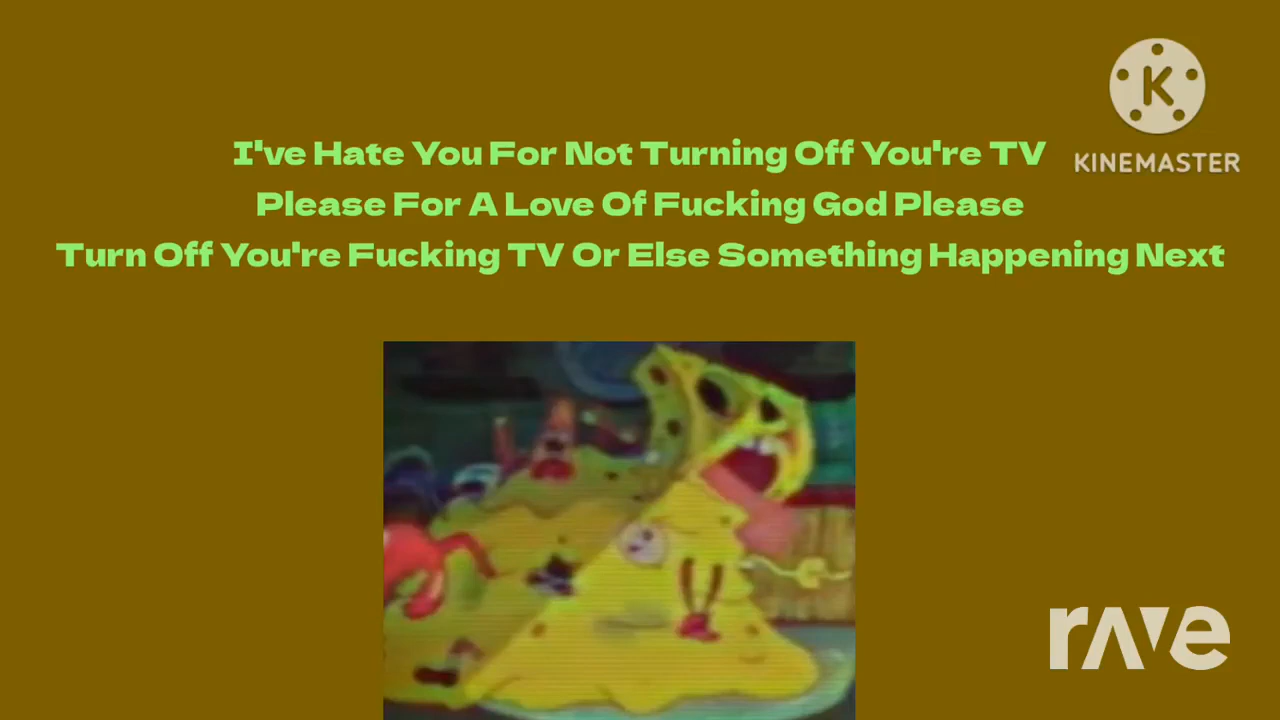 I've Hate You For Not Turning Off You're TV
Please For A Love Of Fucking God Please
Turn Off You're Fucking TV Or Else Something Happening Next
K
KINEMASTER
rave